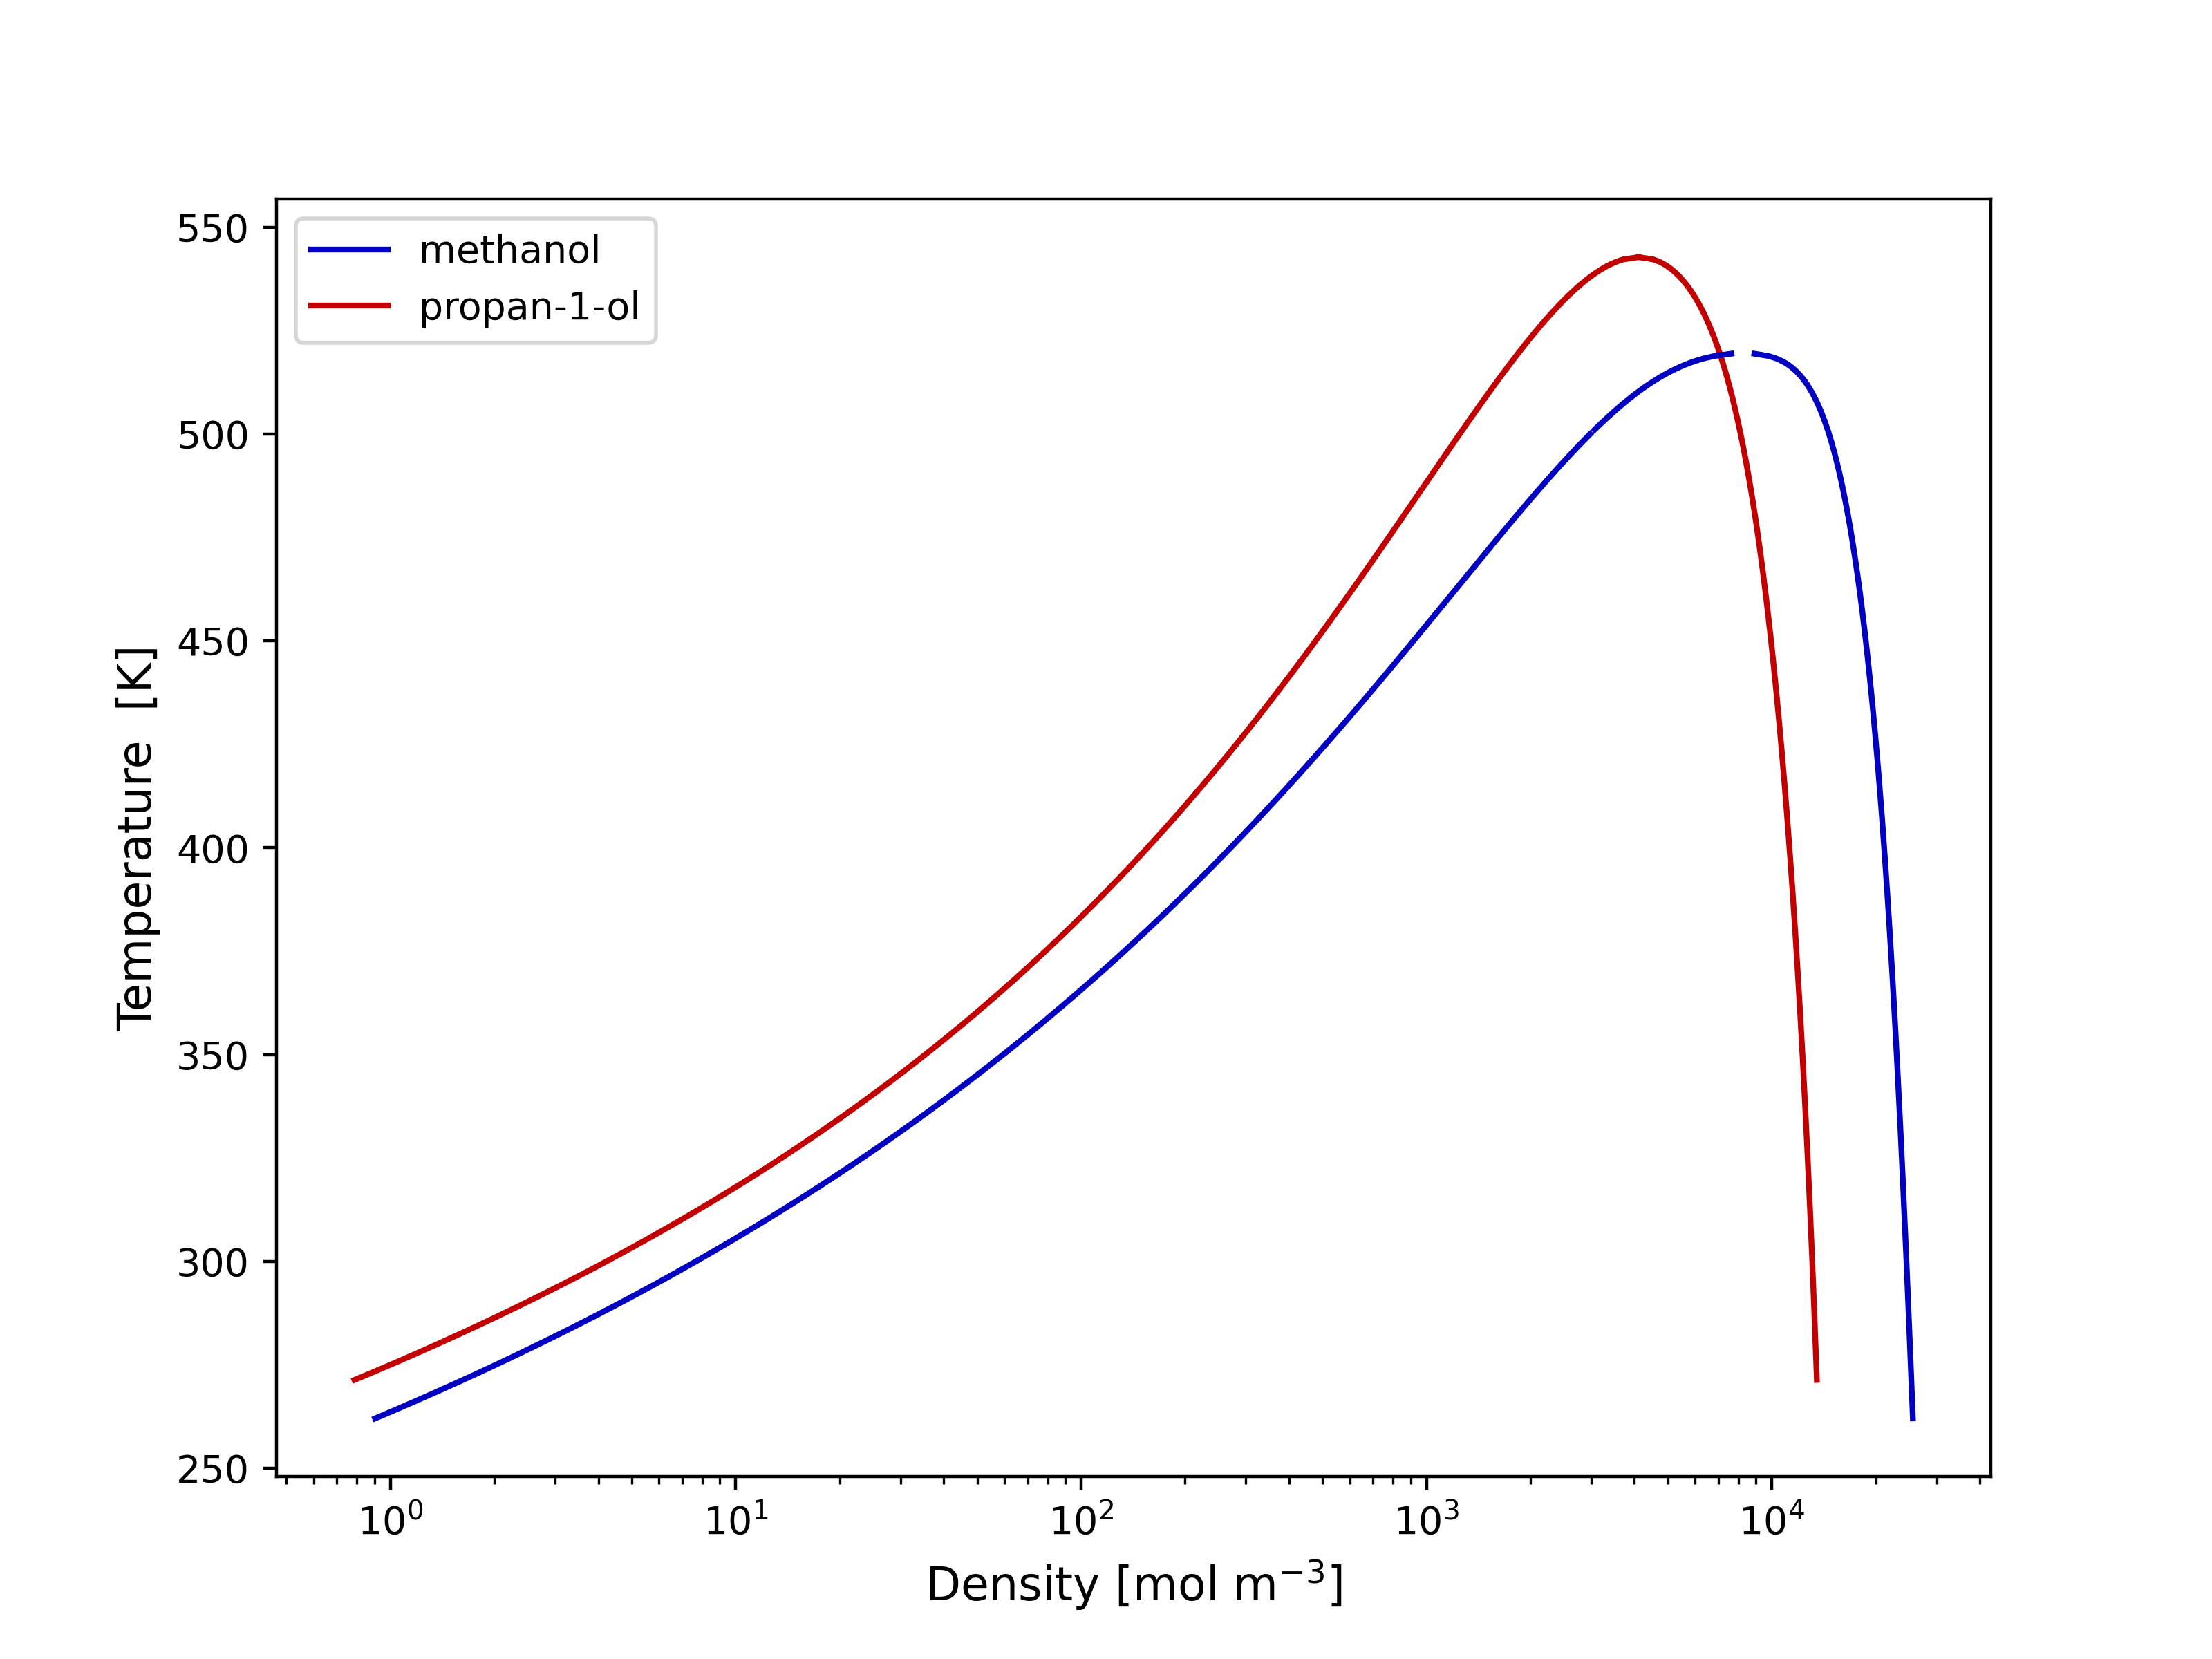 methanol
propan-1-ol
550
500
450
400
350
300
250
Temperature [K]
10⁰ 10¹ 10² 10³ 10⁴
Density [mol m⁻³]